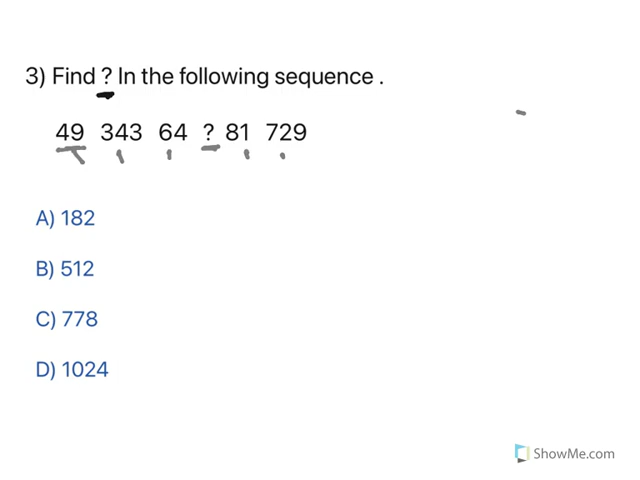 3) Find ? In the following sequence .
49 343 64 ? 81 729
A) 182
B) 512
C) 778
D) 1024
ShowMe.com